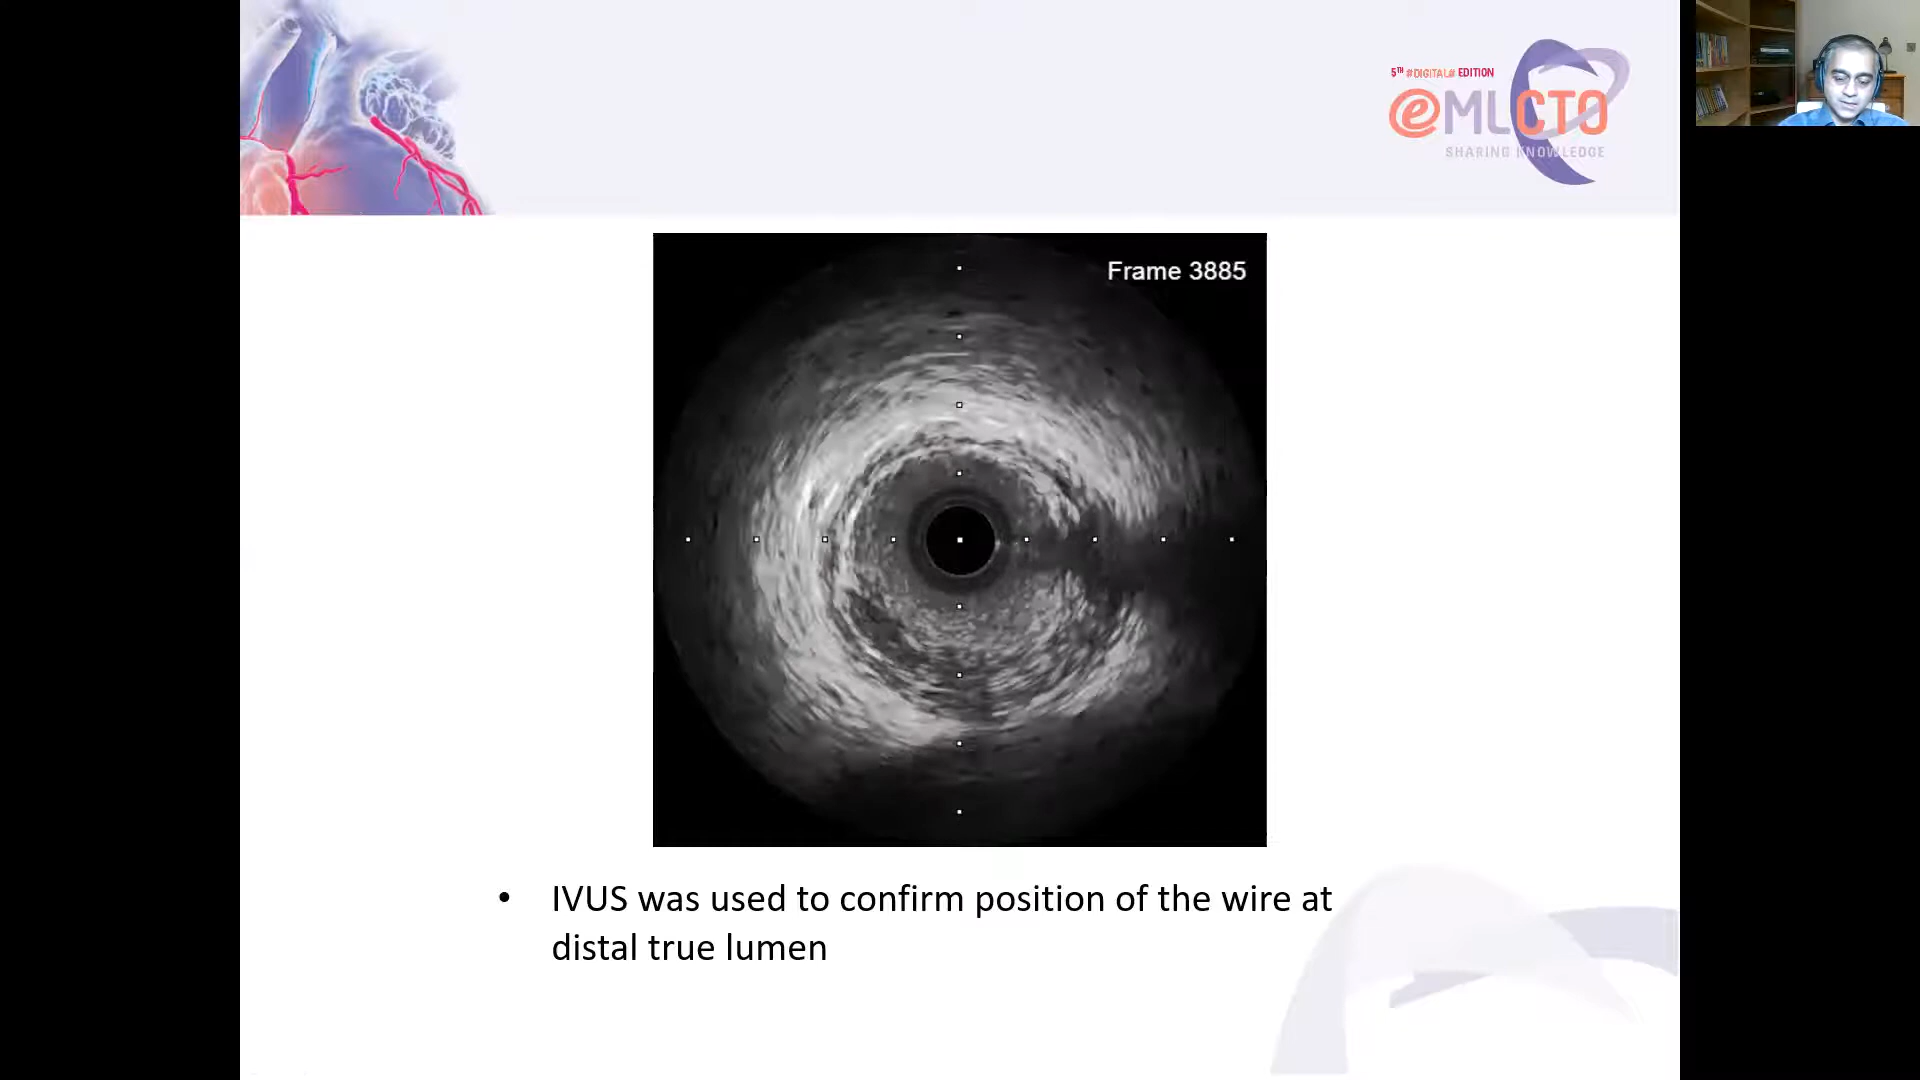 5TH #DIGITAL# EDITION
eMLCTO
SHARING KNOWLEDGE
Frame 3885
• IVUS was used to confirm position of the wire at
distal true lumen